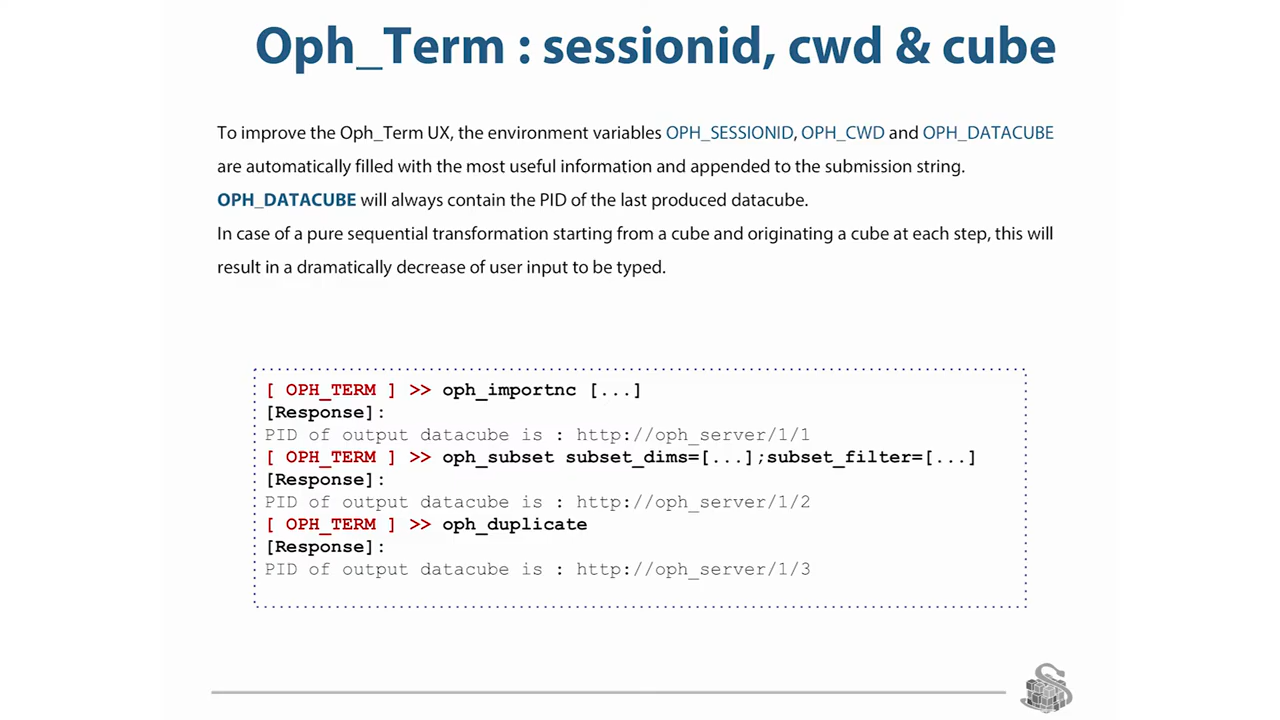 Oph_Term : sessionid, cwd & cube
To improve the Oph_Term UX, the environment variables OPH_SESSIONID, OPH_CWD and OPH_DATACUBE
are automatically filled with the most useful information and appended to the submission string.
OPH_DATACUBE will always contain the PID of the last produced datacube.
In case of a pure sequential transformation starting from a cube and originating a cube at each step, this will
result in a dramatically decrease of user input to be typed.
[ OPH_TERM ] >> oph_importnc [...]
[Response]:
PID of output datacube is : http://oph_server/1/1
[ OPH_TERM ] >> oph_subset subset_dims=[...];subset_filter=[...]
[Response]:
PID of output datacube is : http://oph_server/1/2
[ OPH_TERM ] >> oph_duplicate
[Response]:
PID of output datacube is : http://oph_server/1/3